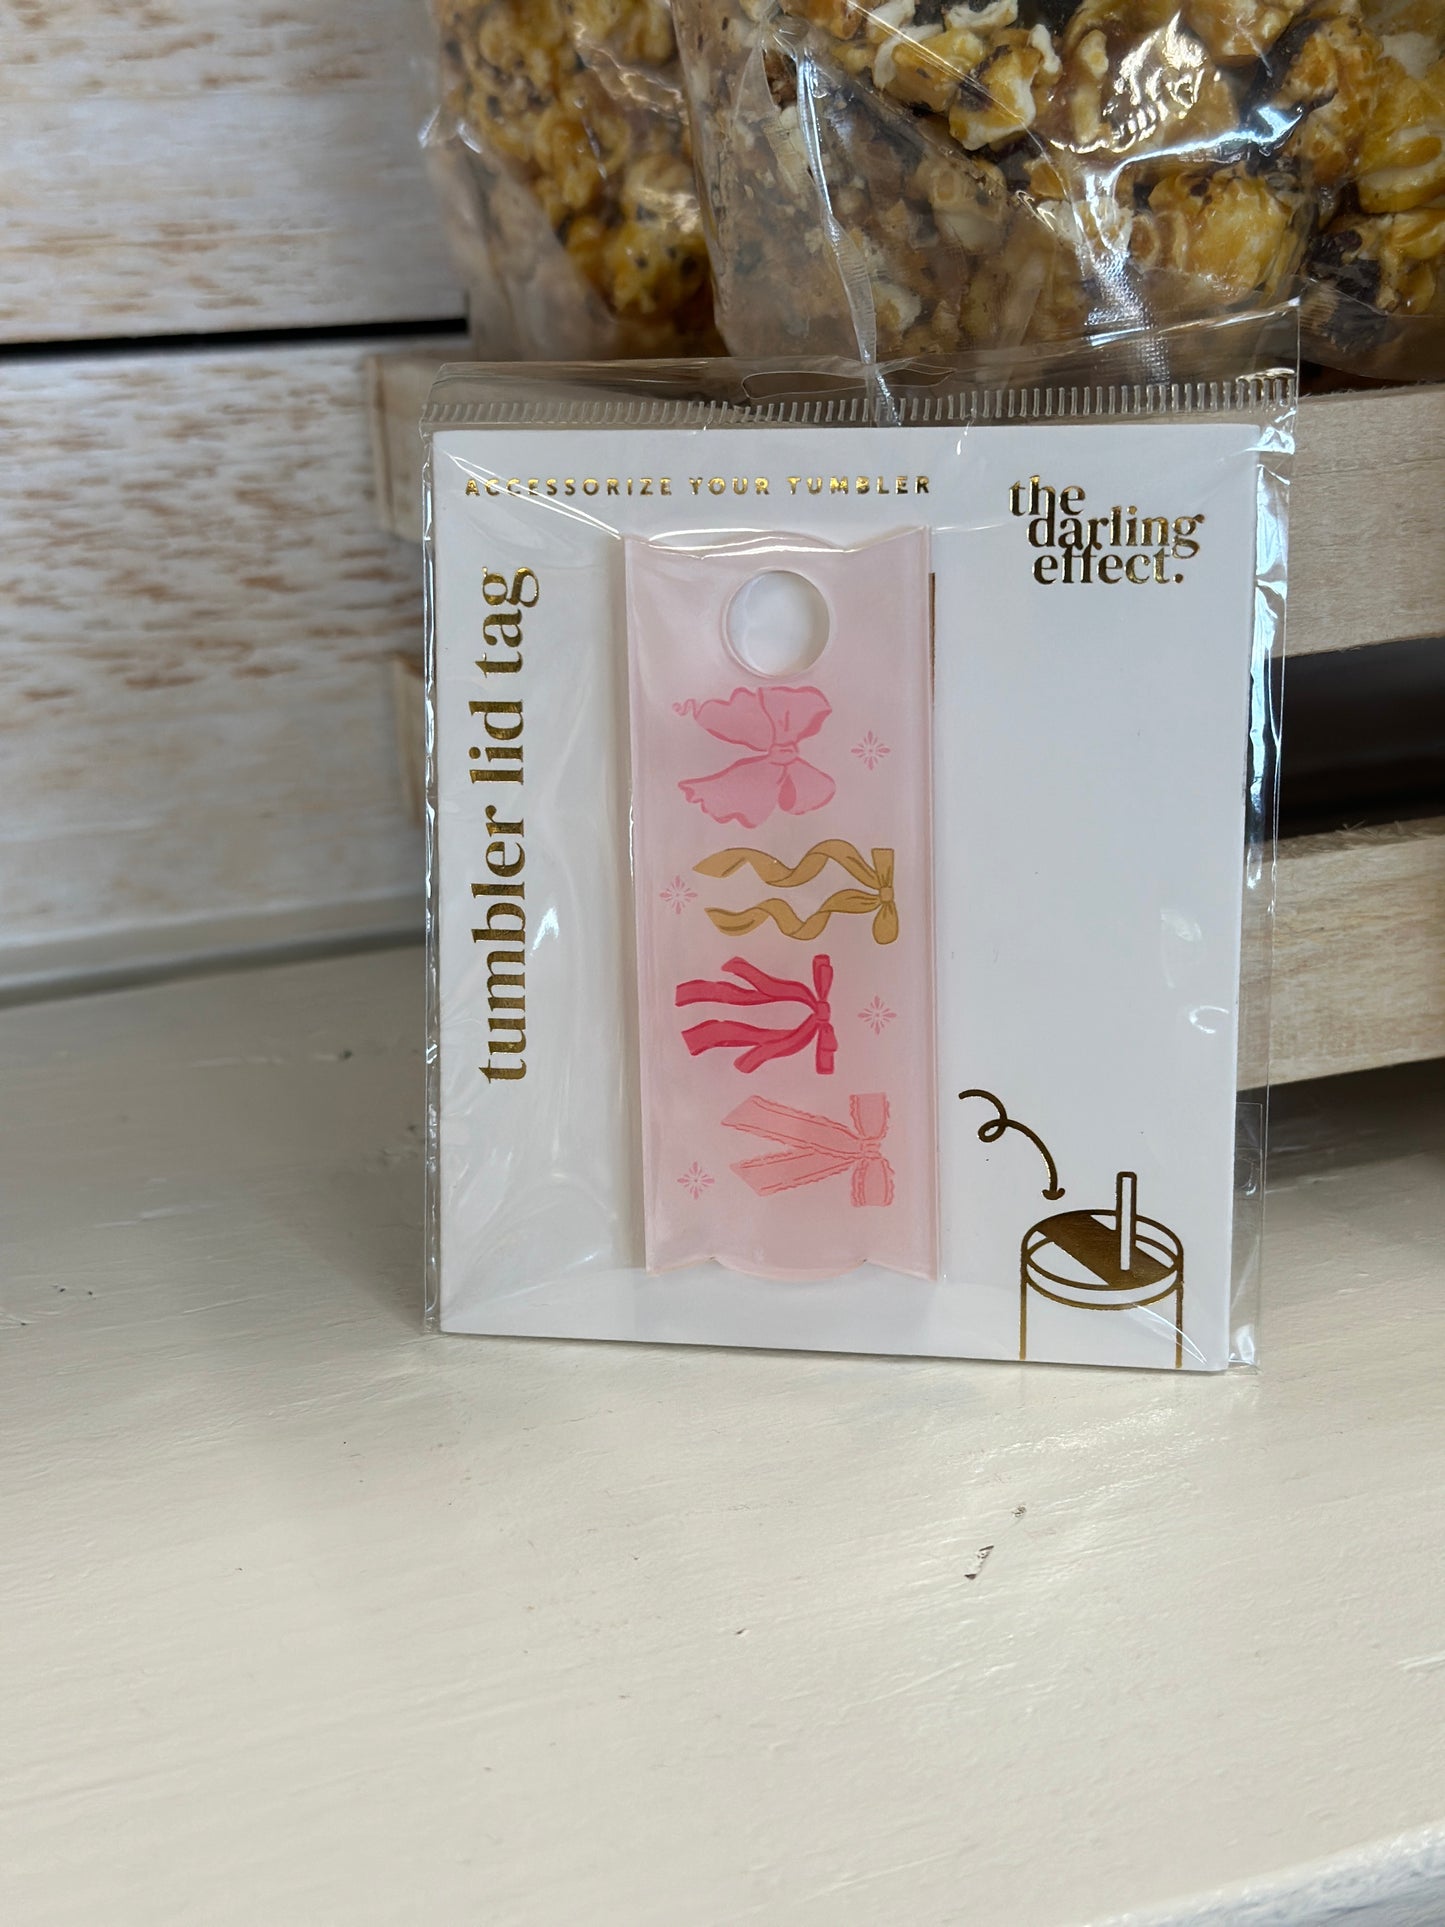 ACCESSORIZE YOUR TUMBLER
the
darling
effect.
tumbler lid tag